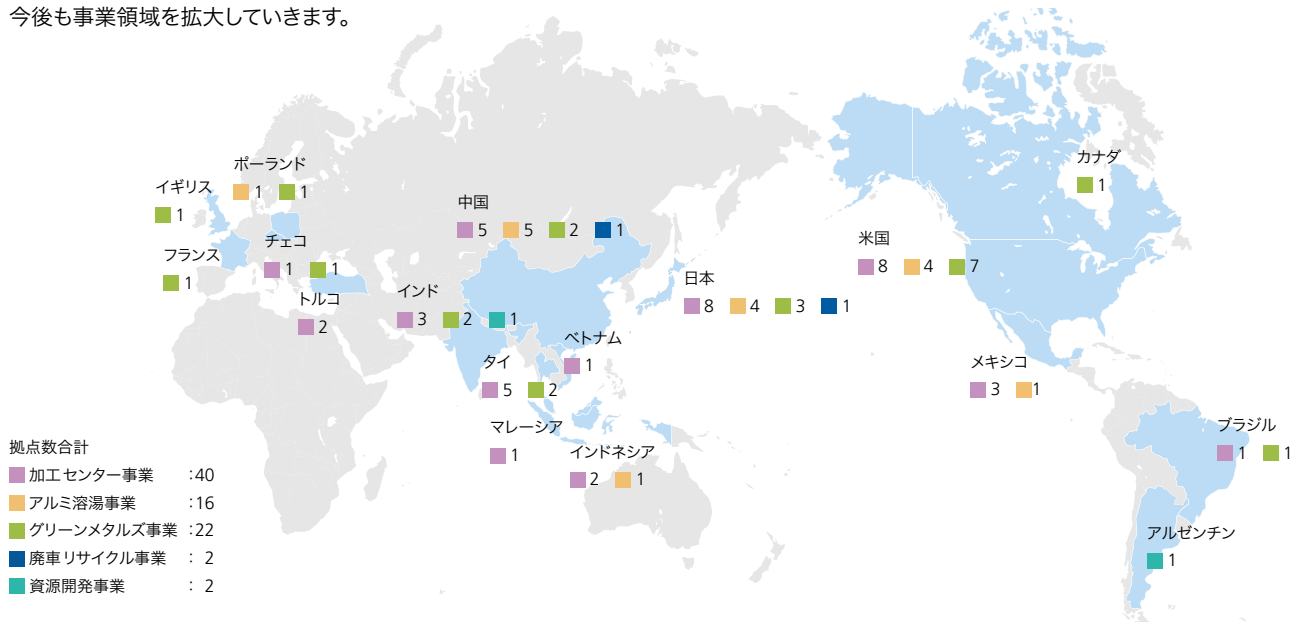 今後も事業領域を拡大していきます。
ポーランド
1 1
イギリス
1
フランス
1
チェコ
1 1
トルコ
2
中国
5 5 2 1
インド
3 2 1
日本
8 4 3 1
ベトナム
1
タイ
5 2
マレーシア
1
インドネシア
2 1
カナダ
1
米国
8 4 7
メキシコ
3 1
ブラジル
1 1
アルゼンチン
1
拠点数合計
加工センター事業 :40
アルミ溶湯事業 :16
グリーンメタルズ事業 :22
廃車リサイクル事業 : 2
資源開発事業 : 2